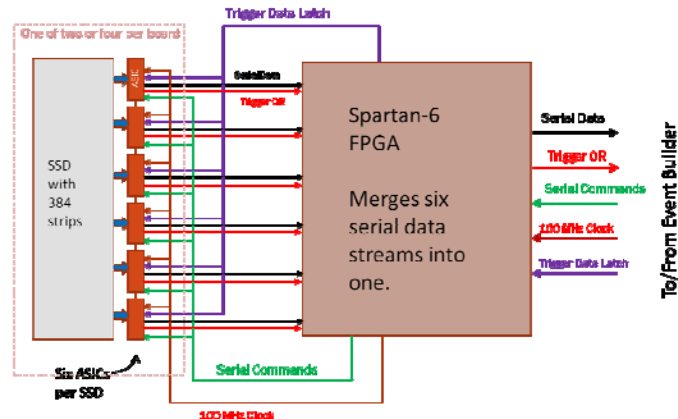 Trigger Data Latch
One of two or four per board
ASIC
Serial Data
Trigger OR
SSD
with
384
strips
Spartan-6
FPGA
Merges six
serial data
streams into
one.
Serial Data
Trigger OR
Serial Commands
100 MHz Clock
Trigger Data Latch
To/From Event Builder
Six ASICs
per SSD
Serial Commands
100 MHz Clock